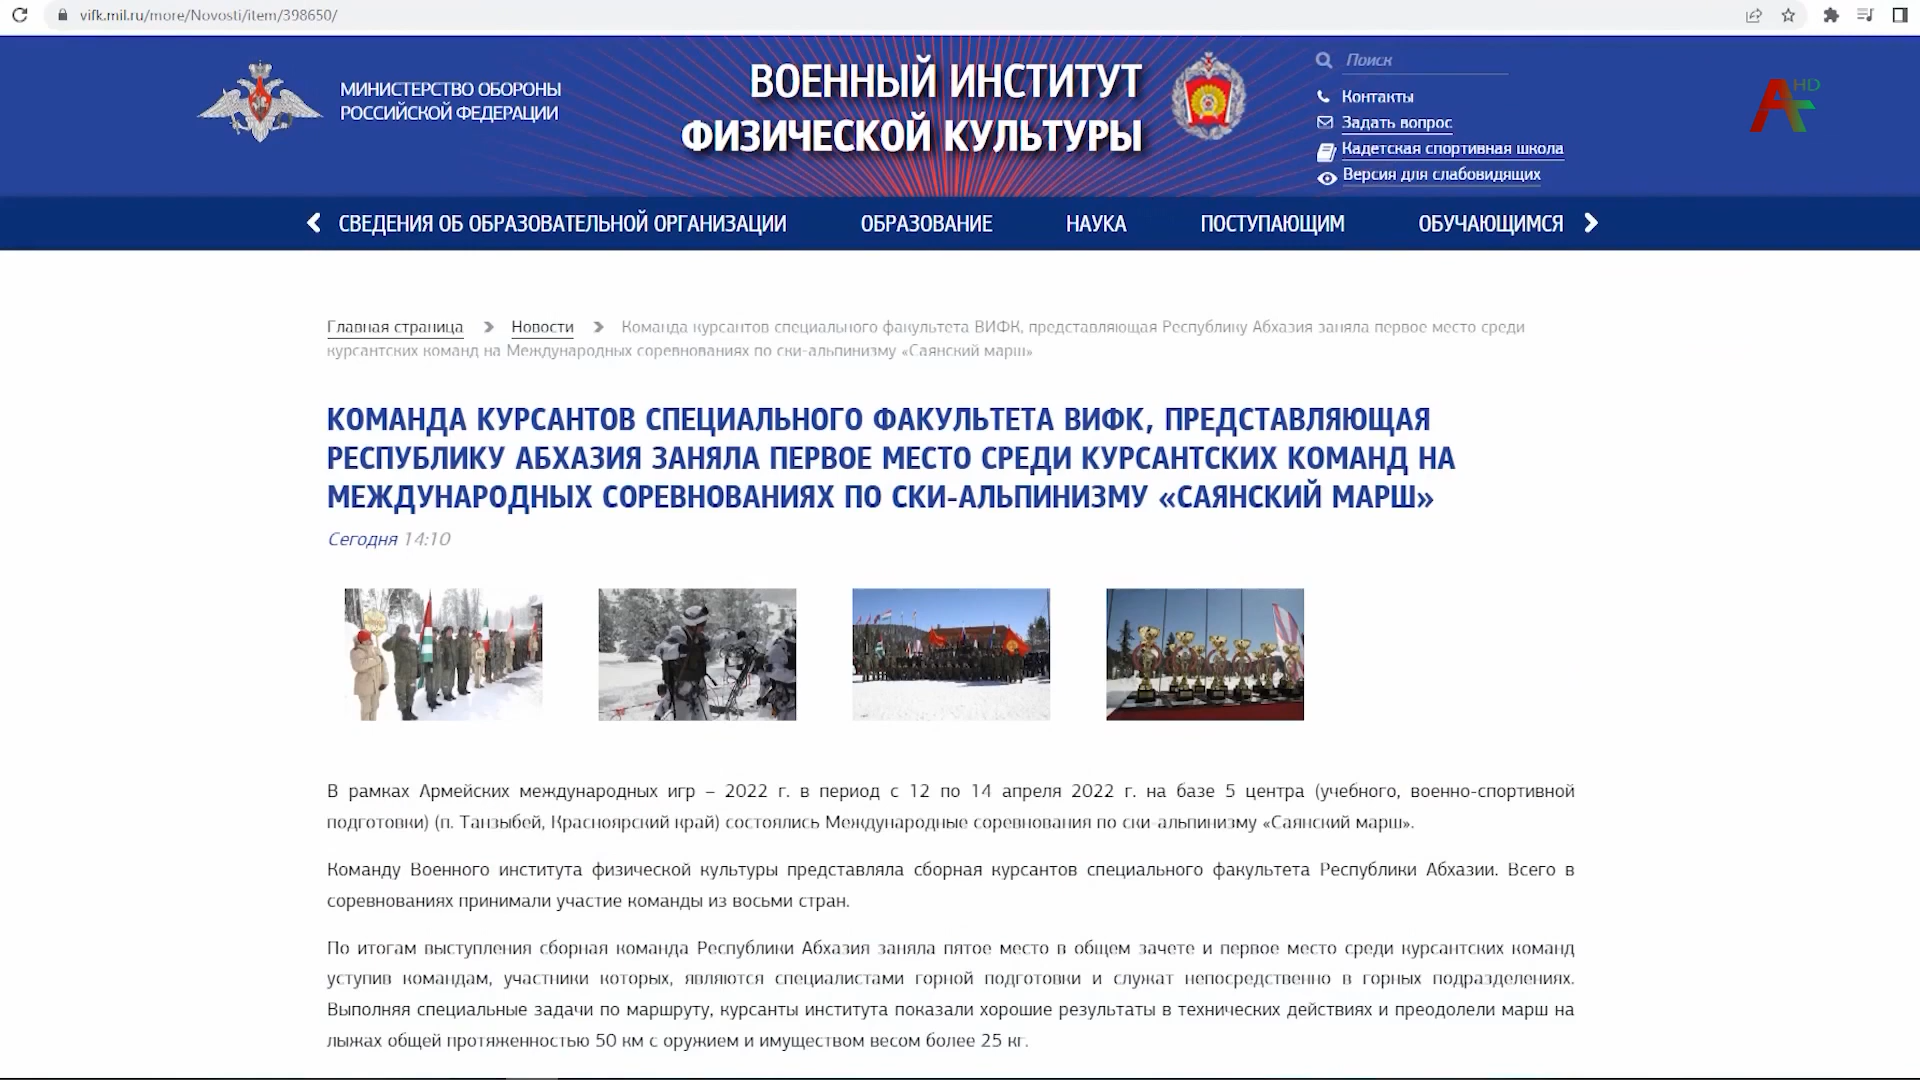 vifk.mil.ru/more/Novosti/item/398650/
МИНИСТЕРСТВО ОБОРОНЫ
РОССИЙСКОЙ ФЕДЕРАЦИИ
ВОЕННЫЙ ИНСТИТУТ
ФИЗИЧЕСКОЙ КУЛЬТУРЫ
Поиск
Контакты
Задать вопрос
Кадетская спортивная школа
Версия для слабовидящих
HD
СВЕДЕНИЯ ОБ ОБРАЗОВАТЕЛЬНОЙ ОРГАНИЗАЦИИ ОБРАЗОВАНИЕ НАУКА ПОСТУПАЮЩИМ ОБУЧАЮЩИМСЯ
Главная страница Новости Команда курсантов специального факультета ВИФК, представляющая Республику Абхазия заняла первое место среди
курсантских команд на Международных соревнованиях по ски-альпинизму «Саянский марш»
КОМАНДА КУРСАНТОВ СПЕЦИАЛЬНОГО ФАКУЛЬТЕТА ВИФК, ПРЕДСТАВЛЯЮЩАЯ
РЕСПУБЛИКУ АБХАЗИЯ ЗАНЯЛА ПЕРВОЕ МЕСТО СРЕДИ КУРСАНТСКИХ КОМАНД НА
МЕЖДУНАРОДНЫХ СОРЕВНОВАНИЯХ ПО СКИ-АЛЬПИНИЗМУ «САЯНСКИЙ МАРШ»
Сегодня 14:10
В рамках Армейских международных игр – 2022 г. в период с 12 по 14 апреля 2022 г. на базе 5 центра (учебного, военно-спортивной
подготовки) (п. Танзыбей, Красноярский край) состоялись Международные соревнования по ски-альпинизму «Саянский марш».
Команду Военного института физической культуры представляла сборная курсантов специального факультета Республики Абхазии. Всего в
соревнованиях принимали участие команды из восьми стран.
По итогам выступления сборная команда Республики Абхазия заняла пятое место в общем зачете и первое место среди курсантских команд
уступив командам, участники которых, являются специалистами горной подготовки и служат непосредственно в горных подразделениях.
Выполняя специальные задачи по маршруту, курсанты института показали хорошие результаты в технических действиях и преодолели марш на
лыжах общей протяженностью 50 км с оружием и имуществом весом более 25 кг.